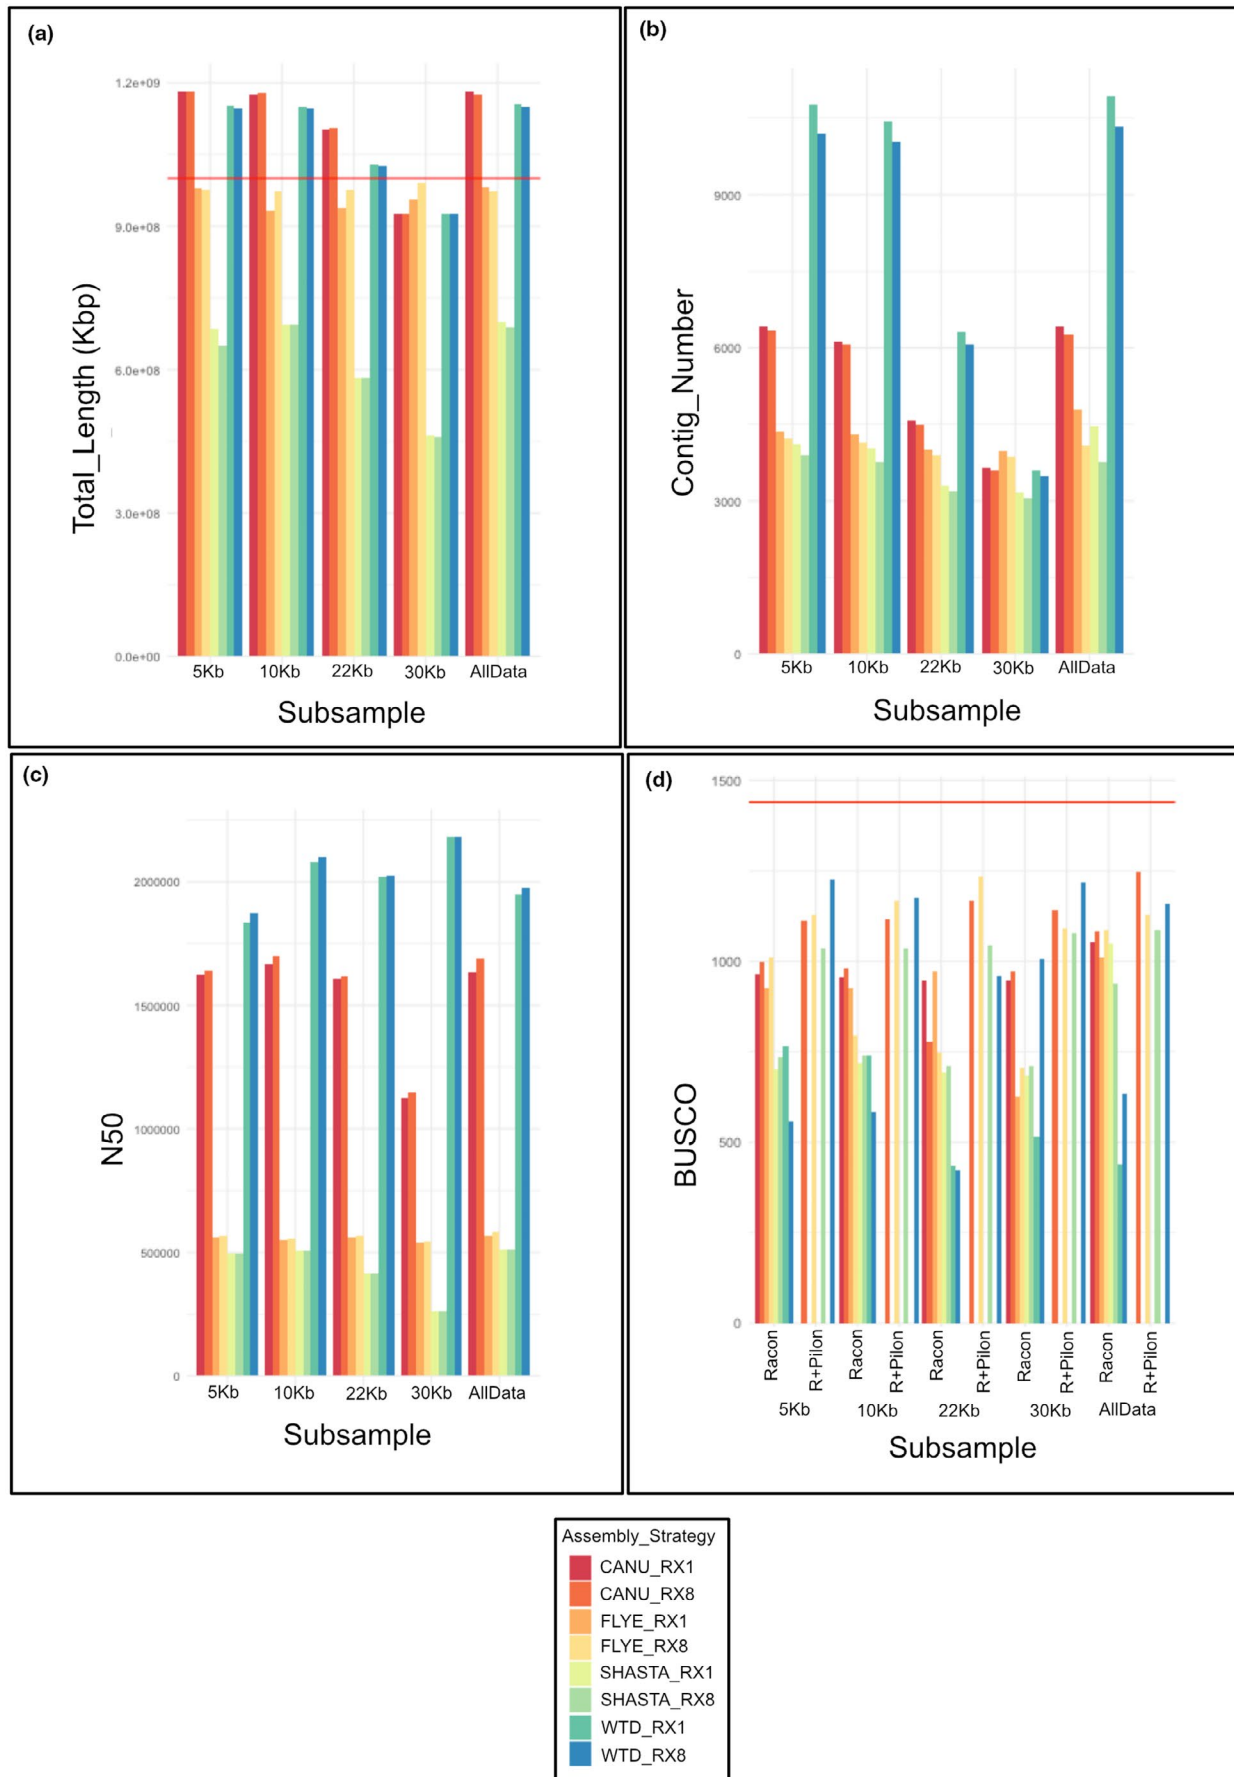 (a)
1.2e+09
9.0e+08
6.0e+08
3.0e+08
0.0e+00
Total_Length (Kbp)
5Kb 10Kb 22Kb 30Kb AllData
Subsample
(b)
9000
6000
3000
0
Contig_Number
5Kb 10Kb 22Kb 30Kb AllData
Subsample
(c)
2000000
1500000
1000000
500000
0
N50
5Kb 10Kb 22Kb 30Kb AllData
Subsample
(d)
1500
1000
500
0
BUSCO
Racon R+Pilon Racon R+Pilon Racon R+Pilon Racon R+Pilon Racon R+Pilon
5Kb 10Kb 22Kb 30Kb AllData
Subsample
Assembly_Strategy
CANU_RX1
CANU_RX8
FLYE_RX1
FLYE_RX8
SHASTA_RX1
SHASTA_RX8
WTD_RX1
WTD_RX8